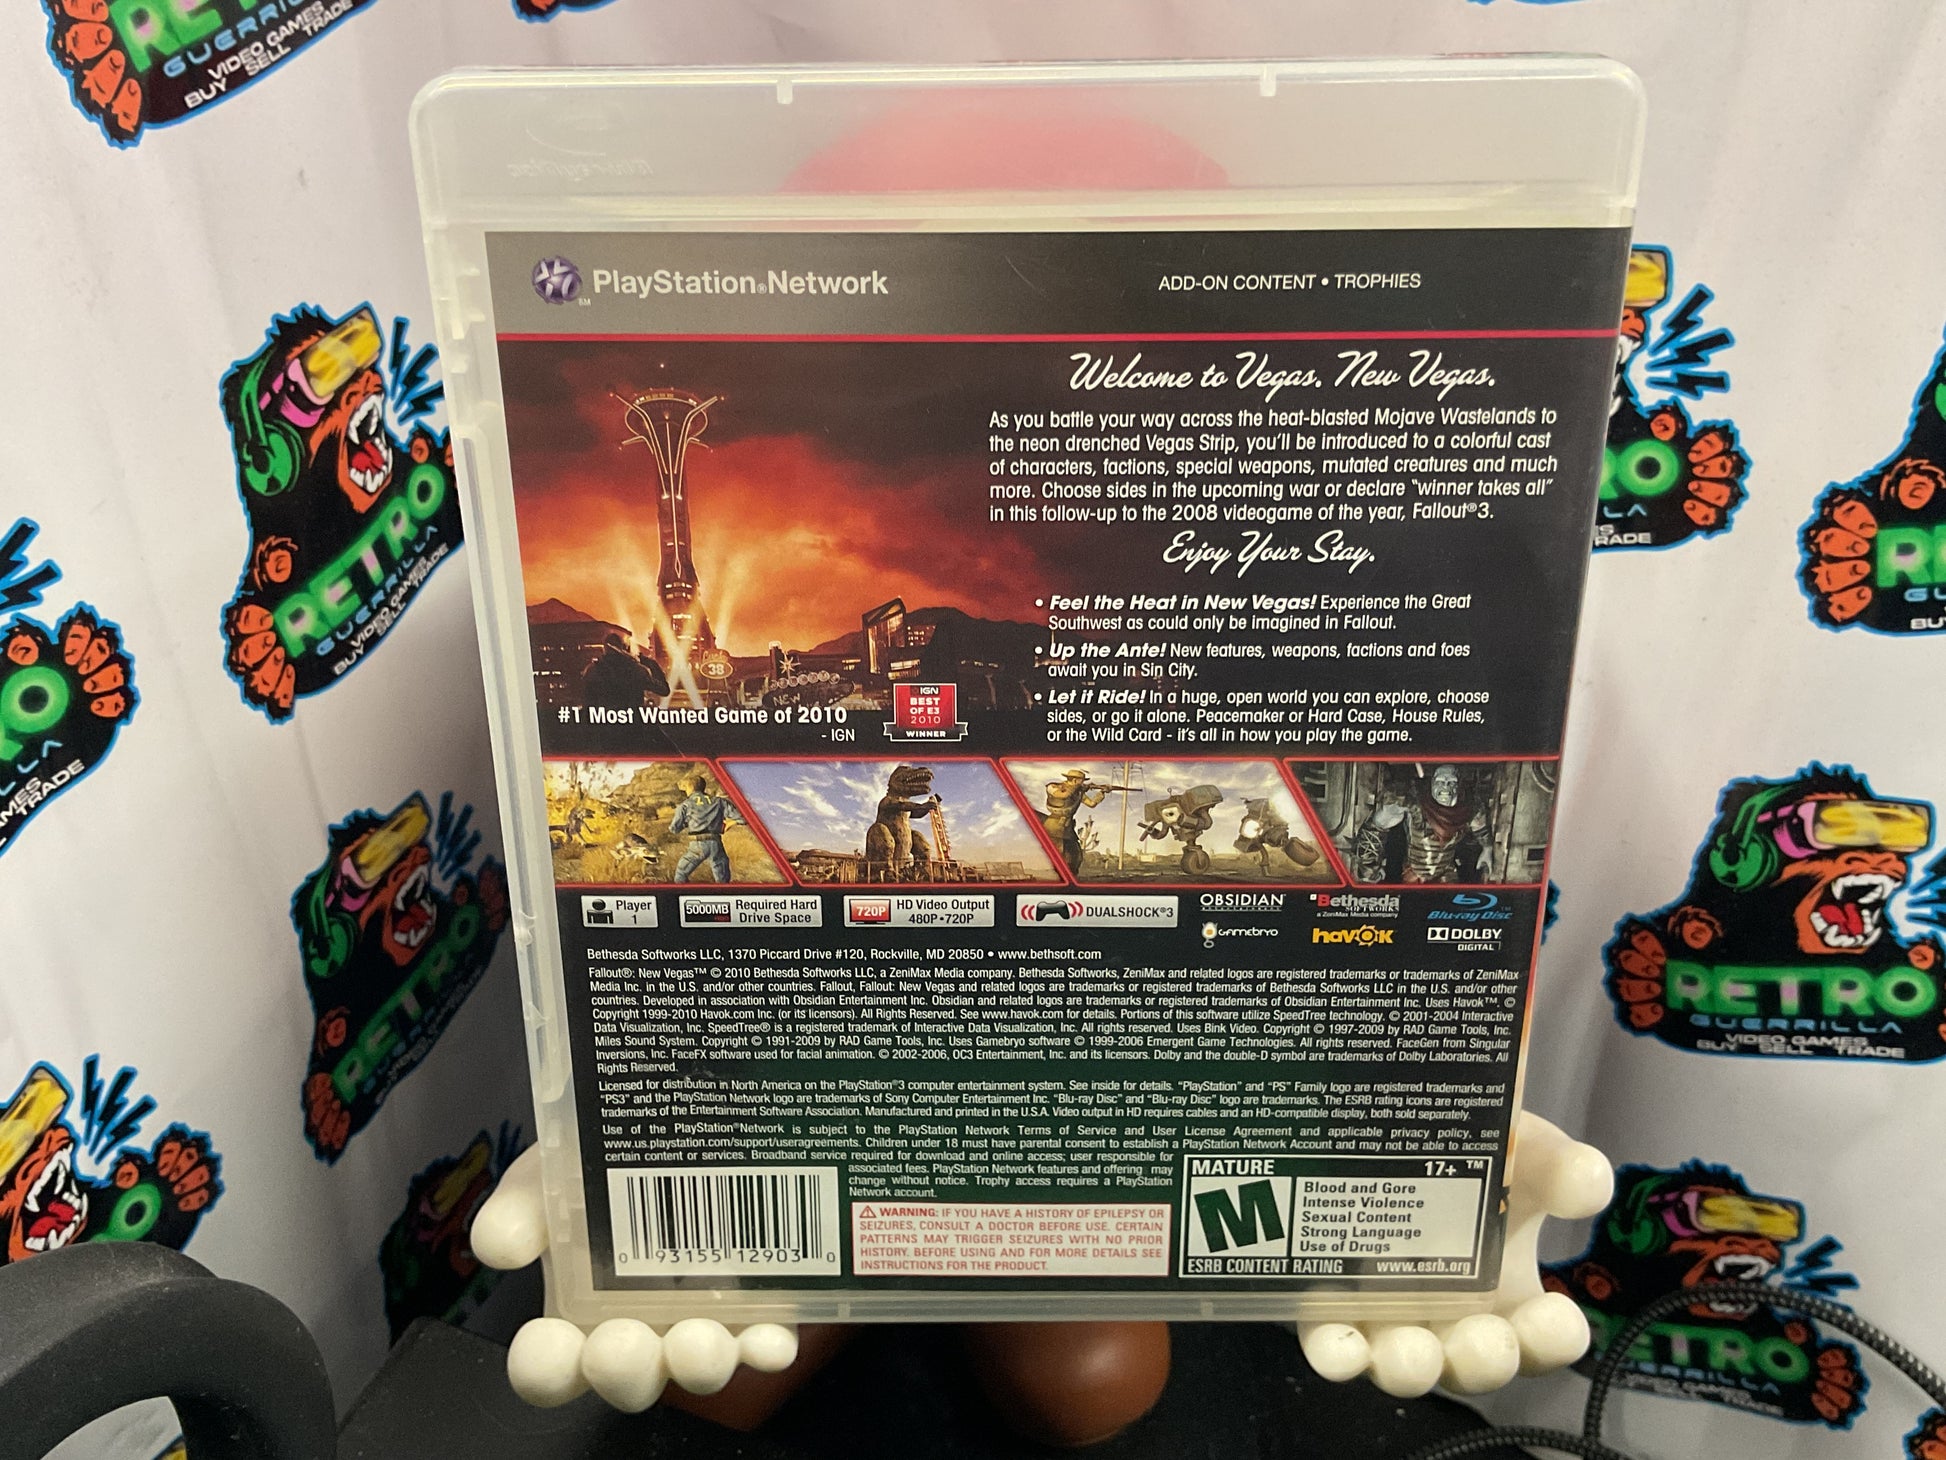 RETRO
GUERRILLA
VIDEO GAMES
BUY SELL TRADE
PlayStation®Network
SM
ADD-ON CONTENT • TROPHIES
Welcome to Vegas. New Vegas.
As you battle your way across the heat-blasted Mojave Wastelands to
the neon drenched Vegas Strip, you'll be introduced to a colorful cast
of characters, factions, special weapons, mutated creatures and much
more. Choose sides in the upcoming war or declare "winner takes all"
in this follow-up to the 2008 videogame of the year, Fallout®3.
Enjoy Your Stay.
• Feel the Heat in New Vegas! Experience the Great
Southwest as could only be imagined in Fallout.
• Up the Ante! New features, weapons, factions and foes
await you in Sin City.
• Let it Ride! In a huge, open world you can explore, choose
sides, or go it alone. Peacemaker or Hard Case, House Rules,
or the Wild Card - it's all in how you play the game.
38
NEW
#1 Most Wanted Game of 2010
- IGN
IGN
BEST
OF E3
2010
WINNER
Player
1
5000MB
Required Hard
Drive Space
720P
HD Video Output
480P•720P
DUALSHOCK®3
OBSIDIAN
Entertainment
Bethesda
SOFTWORKS
a ZeniMax Media company
Blu-ray Disc
GAMEBRYO
havok
DOLBY
DIGITAL
Bethesda Softworks LLC, 1370 Piccard Drive #120, Rockville, MD 20850 • www.bethsoft.com
Fallout®: New Vegas™ © 2010 Bethesda Softworks LLC, a ZeniMax Media company. Bethesda Softworks, ZeniMax and related logos are registered trademarks or trademarks of ZeniMax
Media Inc. in the U.S. and/or other countries. Fallout, Fallout: New Vegas and related logos are trademarks or registered trademarks of Bethesda Softworks LLC in the U.S. and/or other
countries. Developed in association with Obsidian Entertainment Inc. Obsidian and related logos are trademarks or registered trademarks of Obsidian Entertainment Inc. Uses Havok™. ©
Copyright 1999-2010 Havok.com Inc. (or its licensors). All Rights Reserved. See www.havok.com for details. Portions of this software utilize SpeedTree technology. © 2001-2004 Interactive
Data Visualization, Inc. SpeedTree® is a registered trademark of Interactive Data Visualization, Inc. All rights reserved. Uses Bink Video. Copyright © 1997-2009 by RAD Game Tools, Inc.
Miles Sound System. Copyright © 1991-2009 by RAD Game Tools, Inc. Uses Gamebryo software © 1999-2006 Emergent Game Technologies. All rights reserved. FaceGen from Singular
Inversions, Inc. FaceFX software used for facial animation. © 2002-2006, OC3 Entertainment, Inc. and its licensors. Dolby and the double-D symbol are trademarks of Dolby Laboratories. All
Rights Reserved.
Licensed for distribution in North America on the PlayStation®3 computer entertainment system. See inside for details. "PlayStation" and "PS" Family logo are registered trademarks and
"PS3" and the PlayStation Network logo are trademarks of Sony Computer Entertainment Inc. "Blu-ray Disc" and "Blu-ray Disc" logo are trademarks. The ESRB rating icons are registered
trademarks of the Entertainment Software Association. Manufactured and printed in the U.S.A. Video output in HD requires cables and an HD-compatible display, both sold separately.
Use of the PlayStation®Network is subject to the PlayStation Network Terms of Service and User License Agreement and applicable privacy policy, see
www.us.playstation.com/support/useragreements. Children under 18 must have parental consent to establish a PlayStation Network Account and may not be able to access
certain content or services. Broadband service required for download and online access; user responsible for
associated fees. PlayStation Network features and offering may
change without notice. Trophy access requires a PlayStation
Network account.
WARNING: IF YOU HAVE A HISTORY OF EPILEPSY OR
SEIZURES, CONSULT A DOCTOR BEFORE USE. CERTAIN
PATTERNS MAY TRIGGER SEIZURES WITH NO PRIOR
HISTORY. BEFORE USING AND FOR MORE DETAILS SEE
INSTRUCTIONS FOR THE PRODUCT.
0 93155 12903 0
MATURE 17+ ™
M
Blood and Gore
Intense Violence
Sexual Content
Strong Language
Use of Drugs
ESRB CONTENT RATING www.esrb.org
RETRO
GUERRILLA
VIDEO GAMES
BUY SELL TRADE
RETRO
GUERRILLA
VIDEO GAMES
BUY SELL TRADE